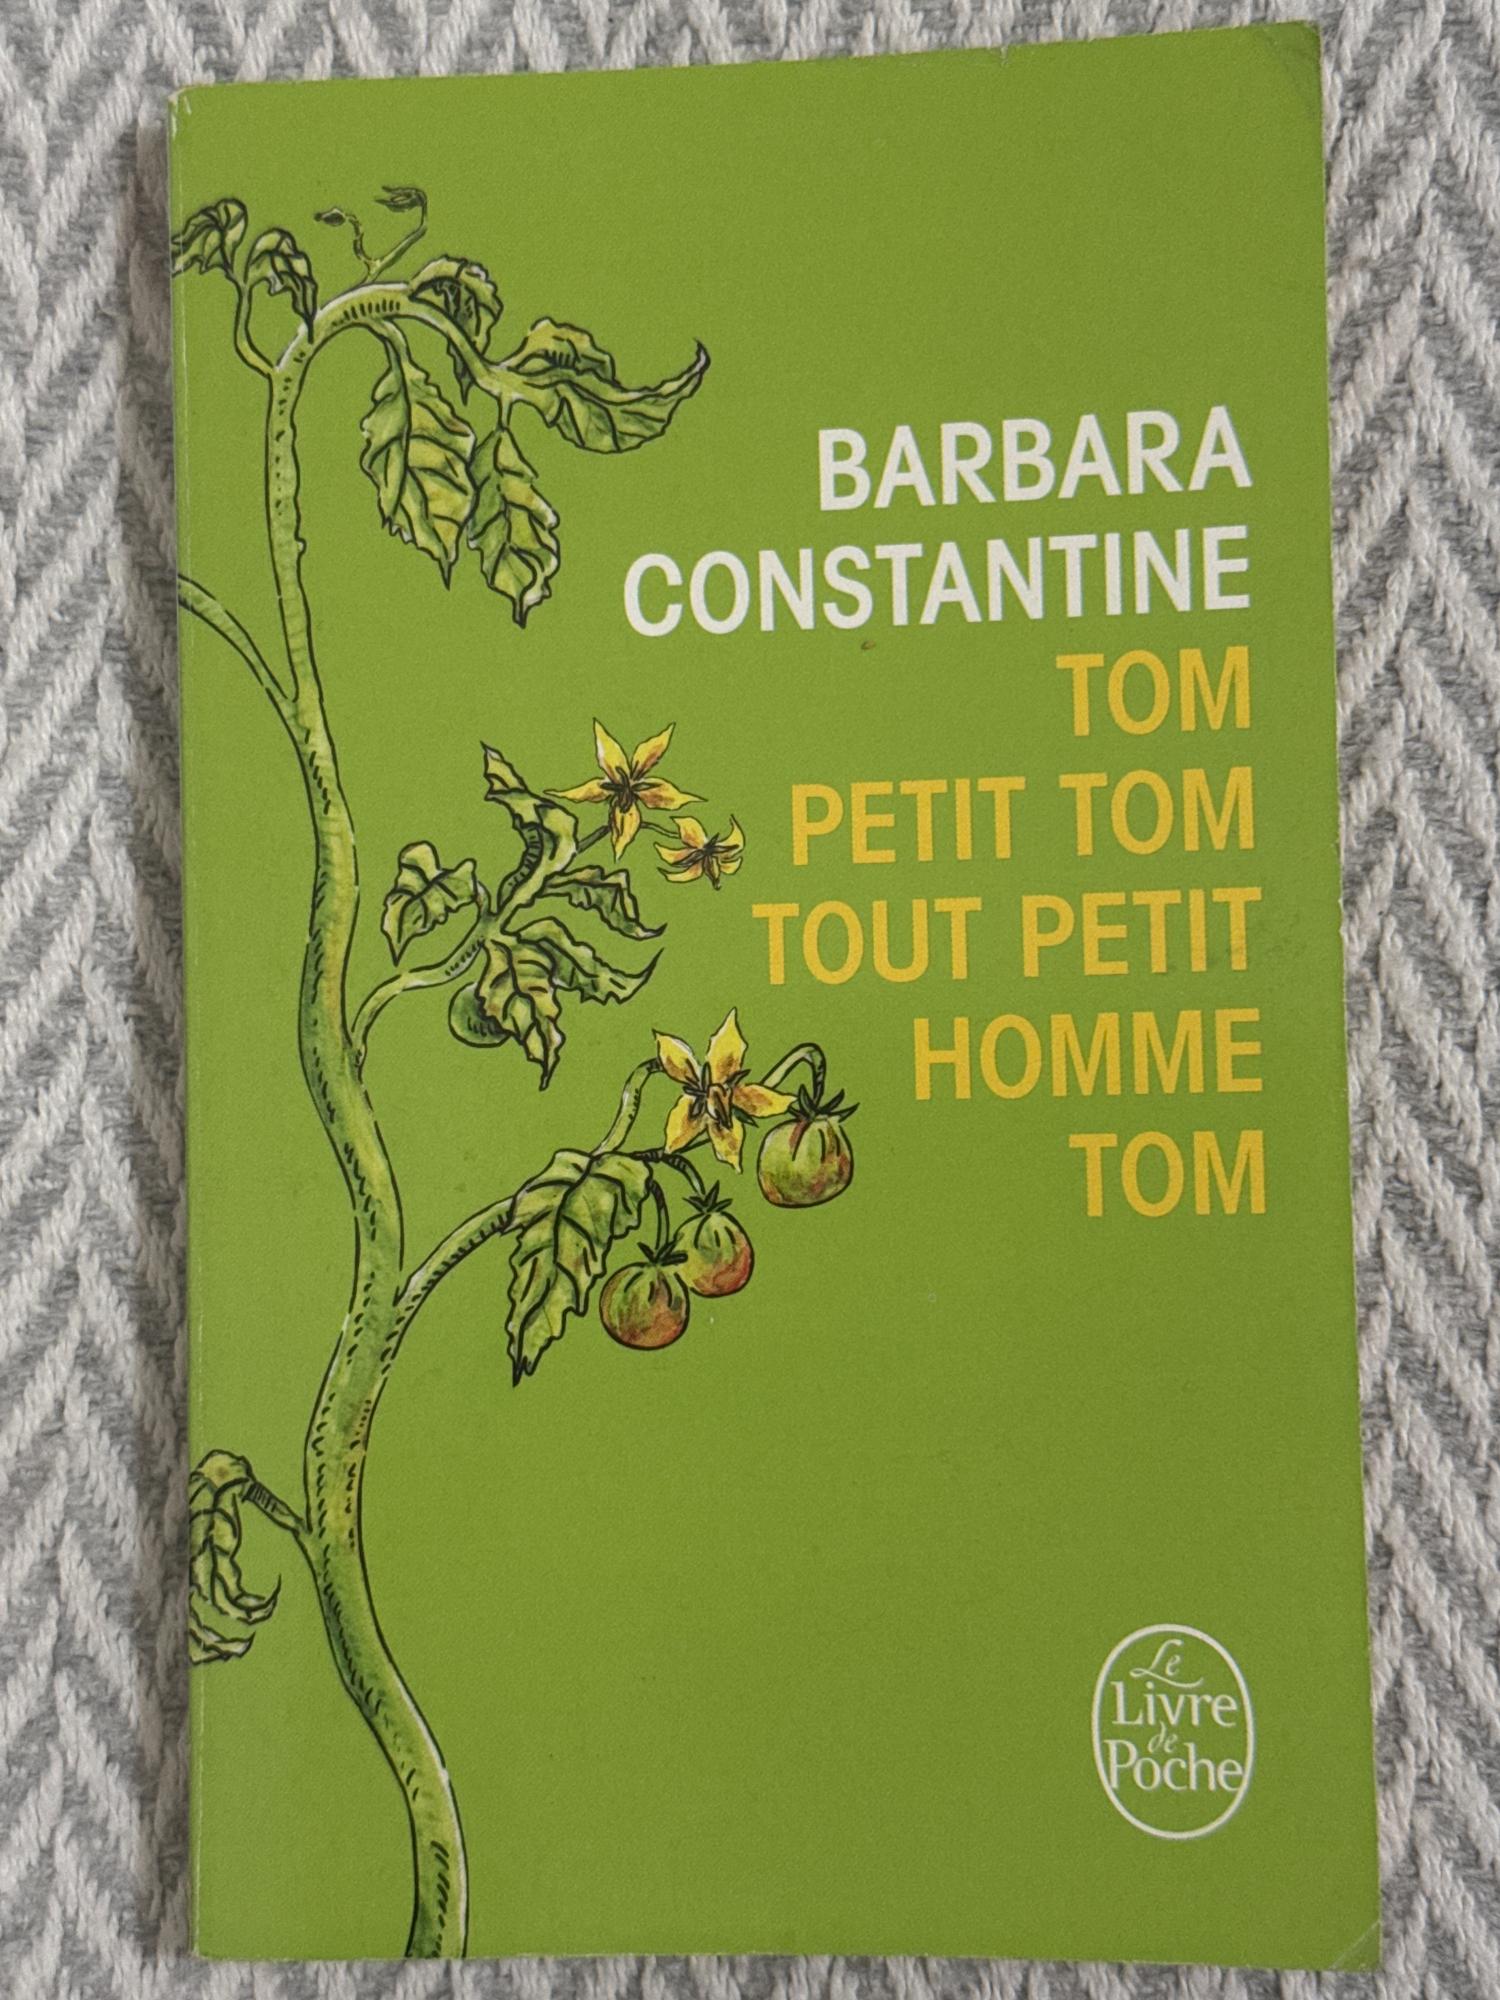 BARBARA
CONSTANTINE
TOM
PETIT TOM
TOUT PETIT
HOMME
TOM
Le
Livre
de
Poche